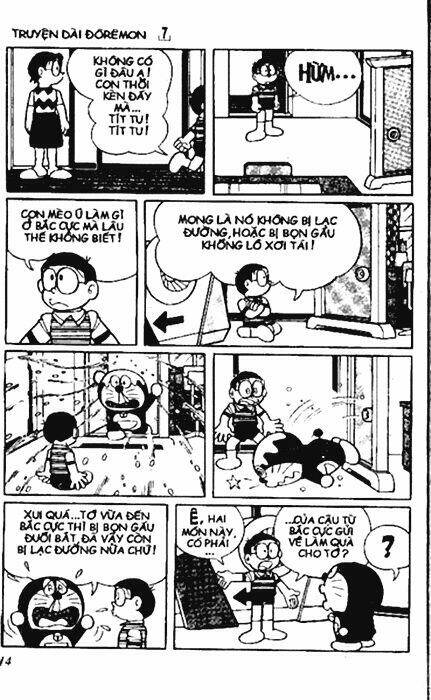 TRUYỆN DÀI ĐÔRÊMON 7
KHÔNG CÓ
GÌ ĐÂU Ạ!
CON THỔI
KÈN ĐẤY
MÀ...
TÍT TU!
TÍT TU!
HỪM...
CON MÈO Ú LÀM GÌ
Ở BẮC CỰC MÀ LÂU
THẾ KHÔNG BIẾT!
MONG LÀ NÓ KHÔNG BỊ LẠC
ĐƯỜNG, HOẶC BỊ BỌN GẤU
KHỔNG LỒ XƠI TÁI!
XUI QUÁ...TỚ VỪA ĐẾN
BẮC CỰC THÌ BỊ BỌN GẤU
ĐUỔI BẮT, ĐÃ VẬY CÒN
BỊ LẠC ĐƯỜNG NỮA CHỨ!
Ê, HAI
MÓN NÀY,
CÓ PHẢI
...
...CỦA CẬU TỪ
BẮC CỰC GỬI
VỀ LÀM QUÀ
CHO TỚ?
?
14